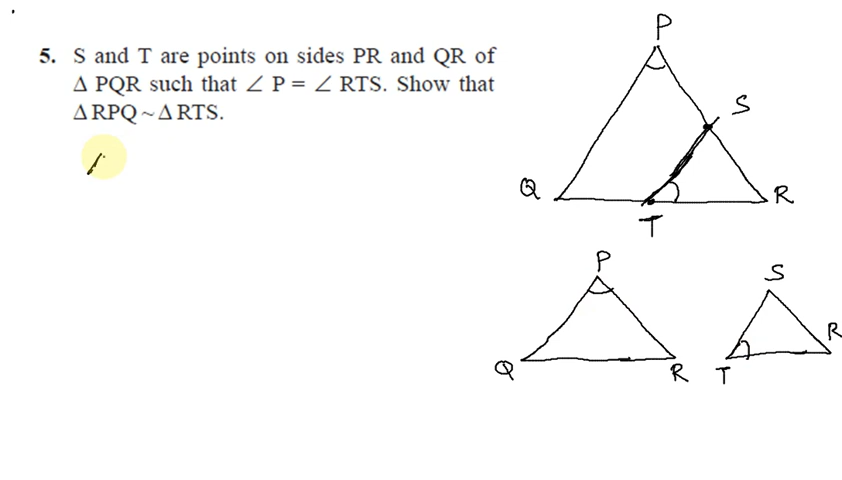 5. S and T are points on sides PR and QR of
Δ PQR such that ∠ P = ∠ RTS. Show that
Δ RPQ ~ Δ RTS.
P
S
Q
R
T
P
S
R
Q
R
T